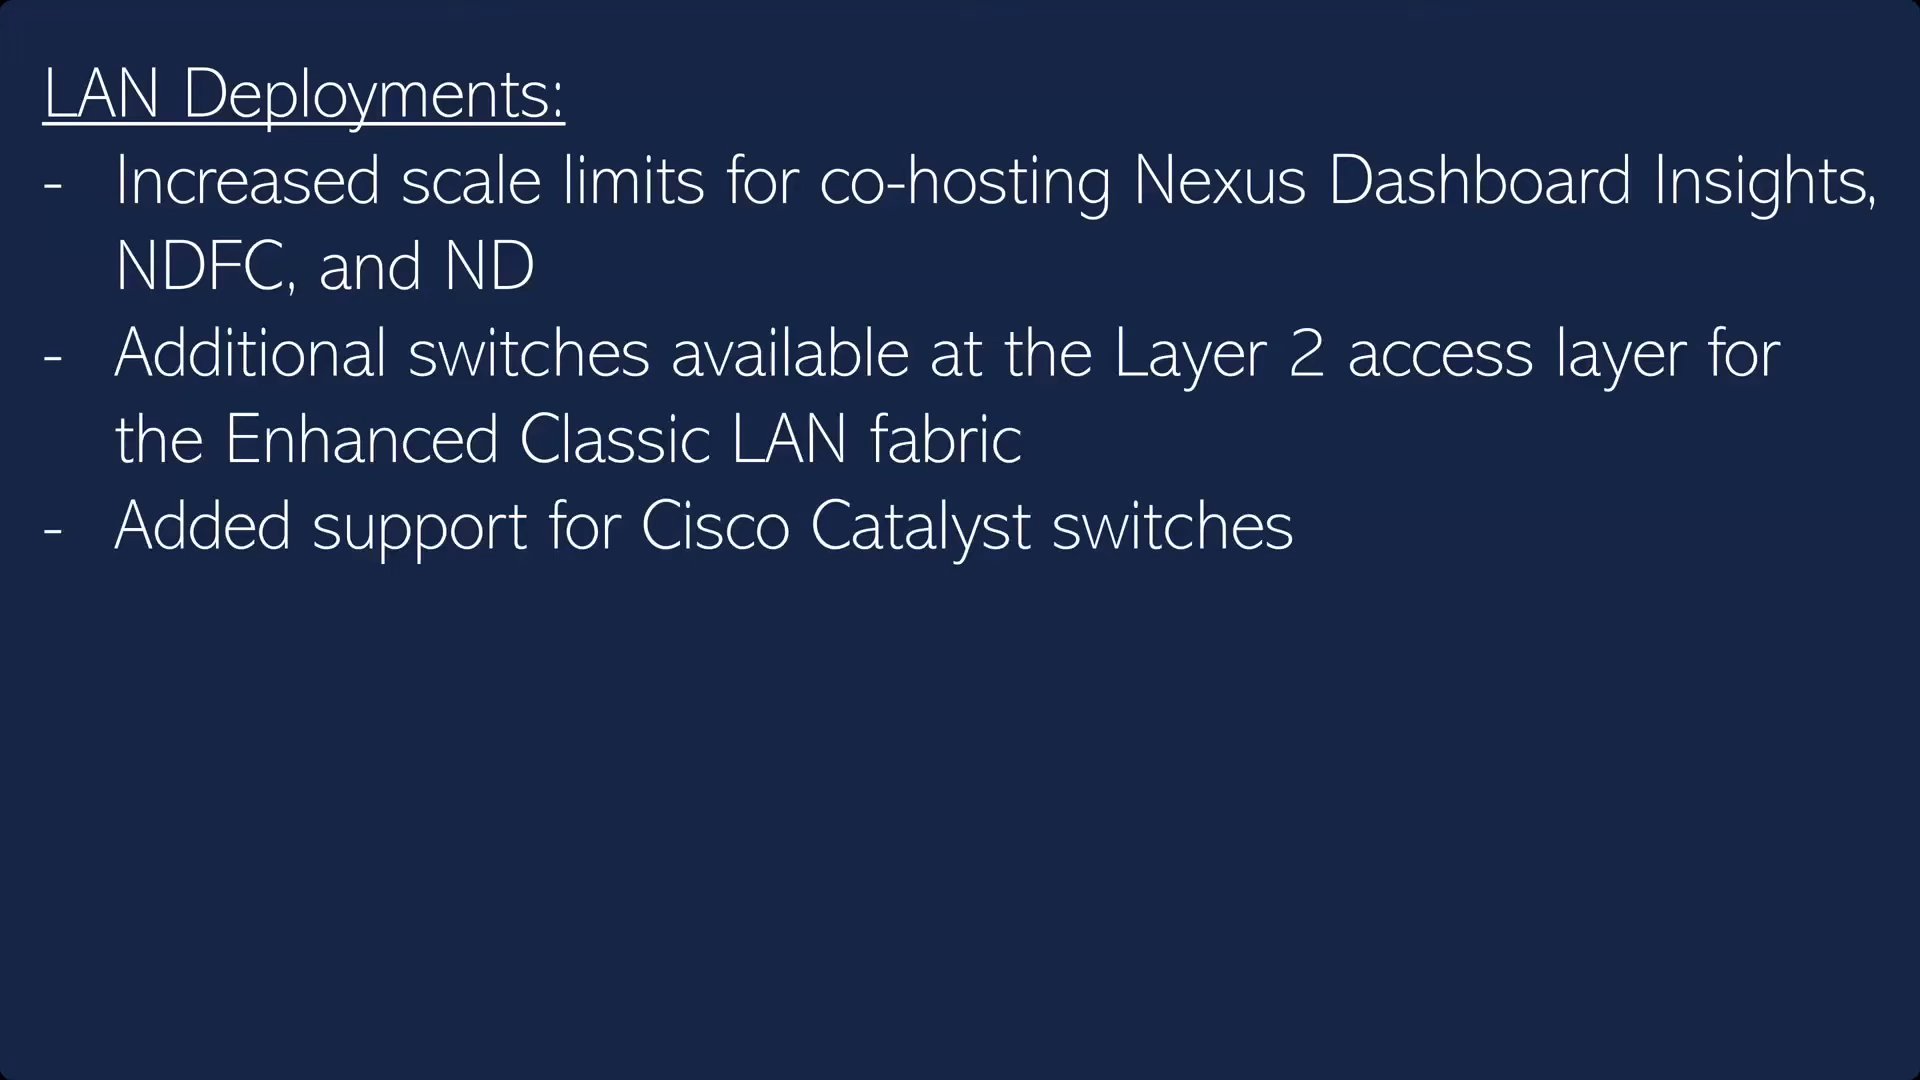 LAN Deployments:
- Increased scale limits for co-hosting Nexus Dashboard Insights,
NDFC, and ND
- Additional switches available at the Layer 2 access layer for
the Enhanced Classic LAN fabric
- Added support for Cisco Catalyst switches